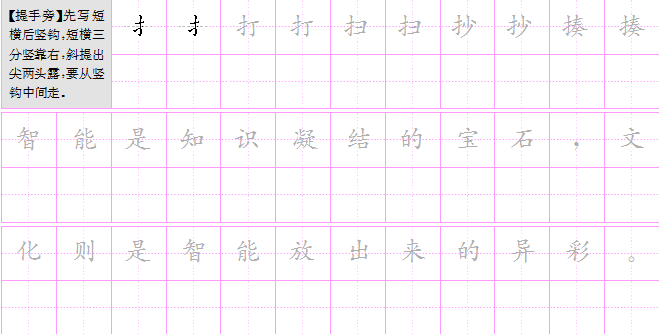 【提手旁】先写短
横后竖钩,短横三
分竖靠右,斜提出
尖两头露,要从竖
钩中间走.
扌扌打打扫扫抄抄揍揍
智能是知识凝结的宝石，文
化则是智能放出来的异彩。